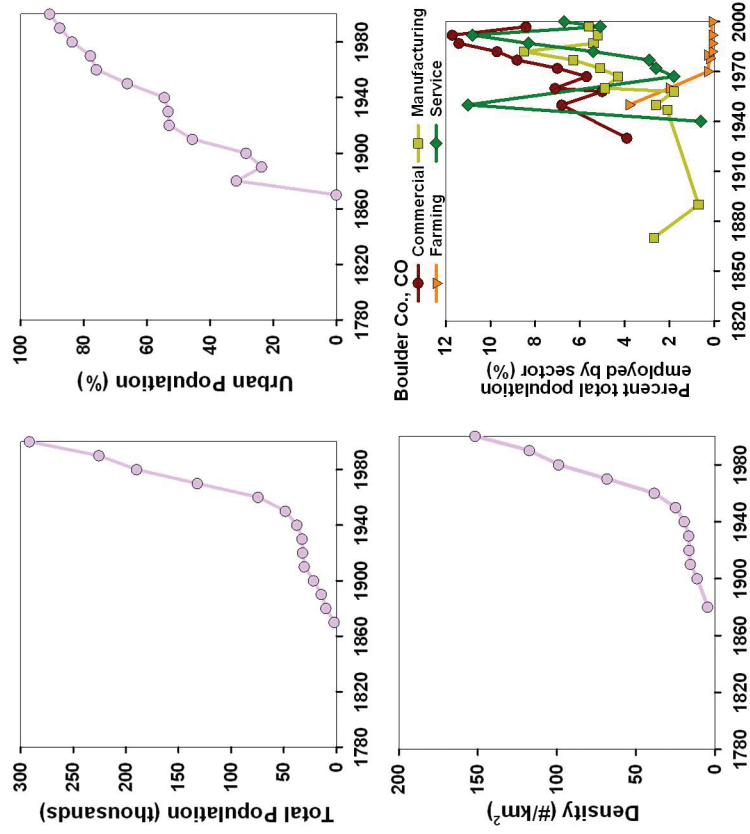 Total Population (thousands)
300
250
200
150
100
50
0
1780 1820 1860 1900 1940 1980
Urban Population (%)
100
80
60
40
20
0
1780 1820 1860 1900 1940 1980
Density (#/km²)
200
150
100
50
0
1780 1820 1860 1900 1940 1980
Boulder Co., CO
Commercial Manufacturing
Farming Service
Percent total population
employed by sector (%)
12
10
8
6
4
2
0
1820 1850 1880 1910 1940 1970 2000